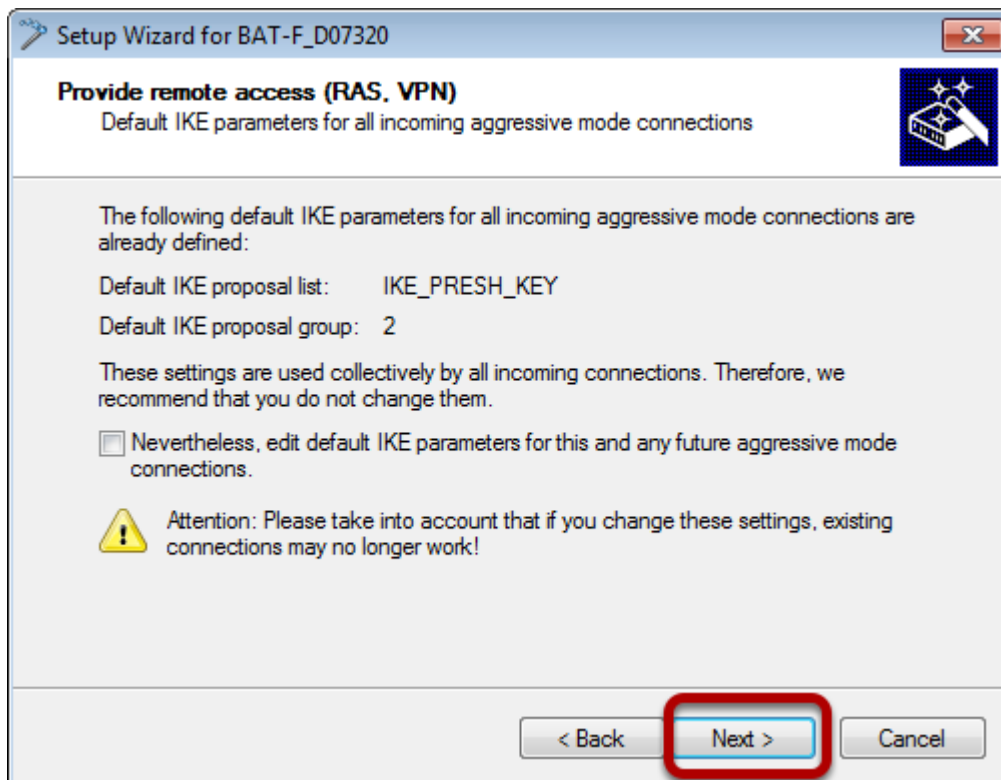 Setup Wizard for BAT-F_D07320
Provide remote access (RAS, VPN)
Default IKE parameters for all incoming aggressive mode connections
The following default IKE parameters for all incoming aggressive mode connections are
already defined:
Default IKE proposal list: IKE_PRESH_KEY
Default IKE proposal group: 2
These settings are used collectively by all incoming connections. Therefore, we
recommend that you do not change them.
Nevertheless, edit default IKE parameters for this and any future aggressive mode
connections.
Attention: Please take into account that if you change these settings, existing
connections may no longer work!
< Back Next > Cancel